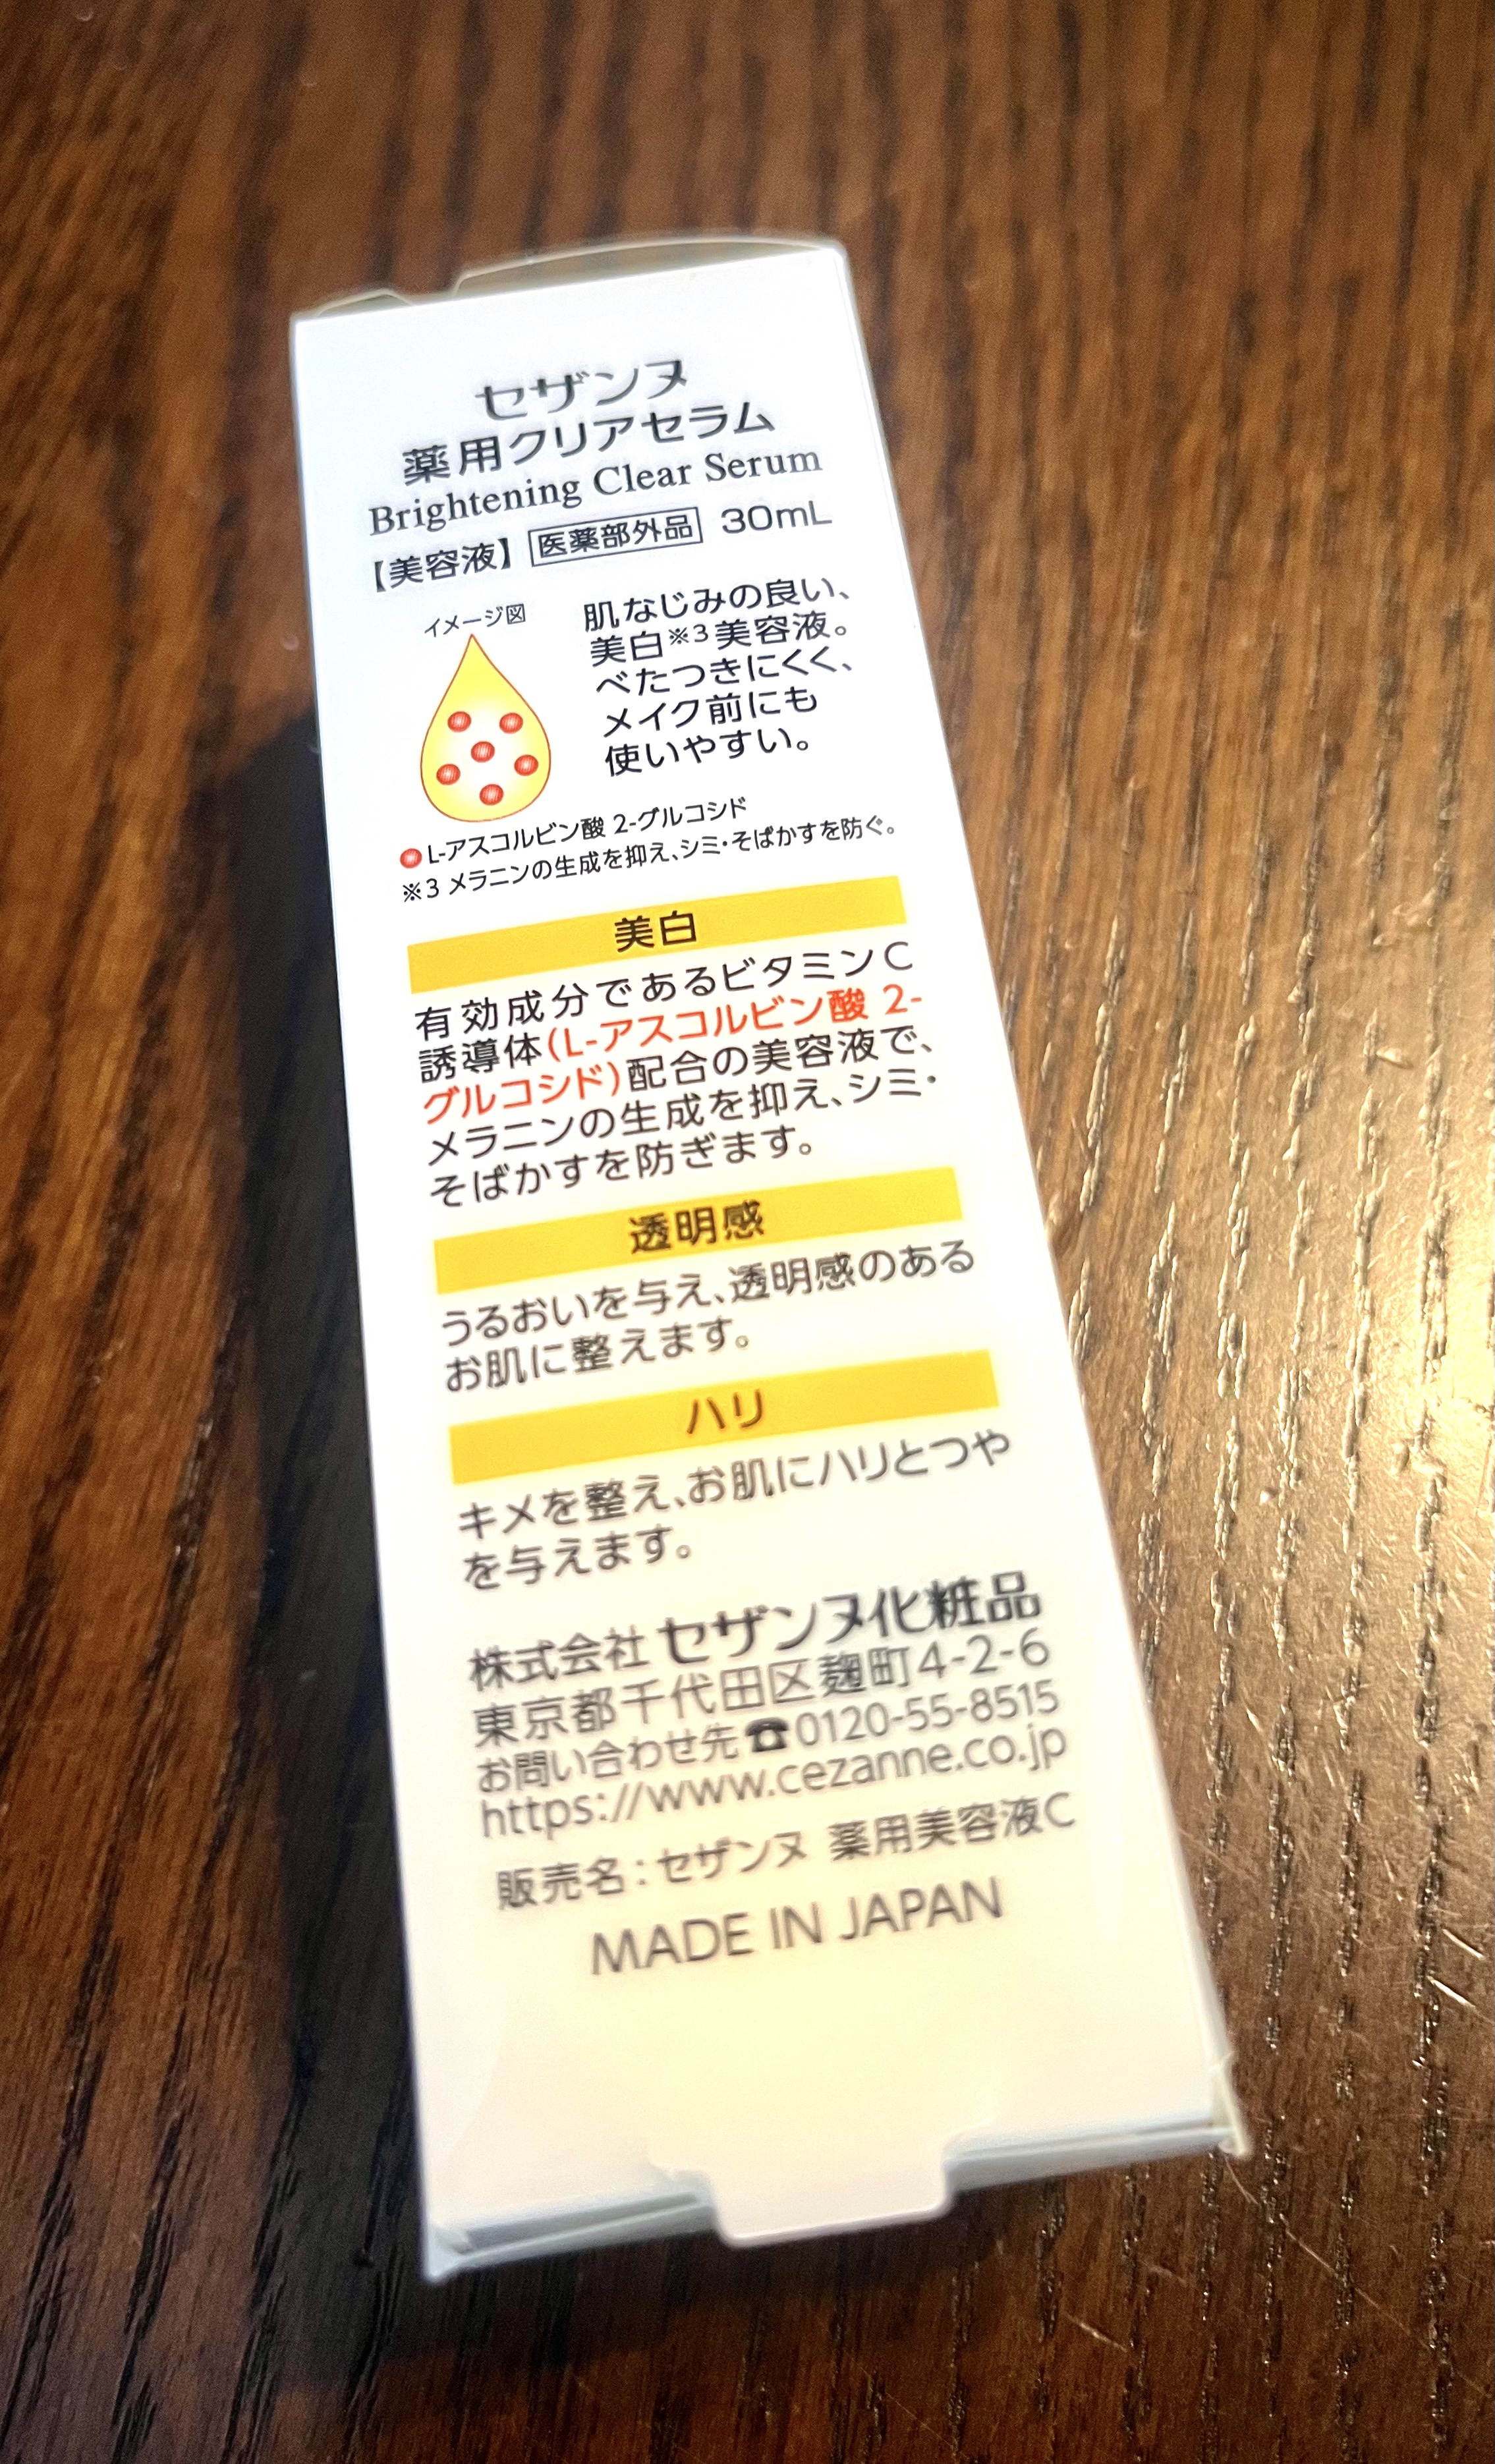 セザンヌ
薬用クリアセラム
Brightening Clear Serum
【美容液】 医薬部外品 30mL
イメージ図
肌なじみの良い、
美白※3美容液。
べたつきにくく、
メイク前にも
使いやすい。
L-アスコルビン酸 2-グルコシド
※3 メラニンの生成を抑え、シミ・そばかすを防ぐ。
美白
有効成分であるビタミンC
誘導体(L-アスコルビン酸 2-
グルコシド)配合の美容液で、
メラニンの生成を抑え、シミ・
そばかすを防ぎます。
透明感
うるおいを与え、透明感のある
お肌に整えます。
ハリ
キメを整え、お肌にハリとつや
を与えます。
株式会社 セザンヌ化粧品
東京都千代田区麹町4-2-6
お問い合わせ先☎0120-55-8515
https://www.cezanne.co.jp
販売名:セザンヌ 薬用美容液C
MADE IN JAPAN